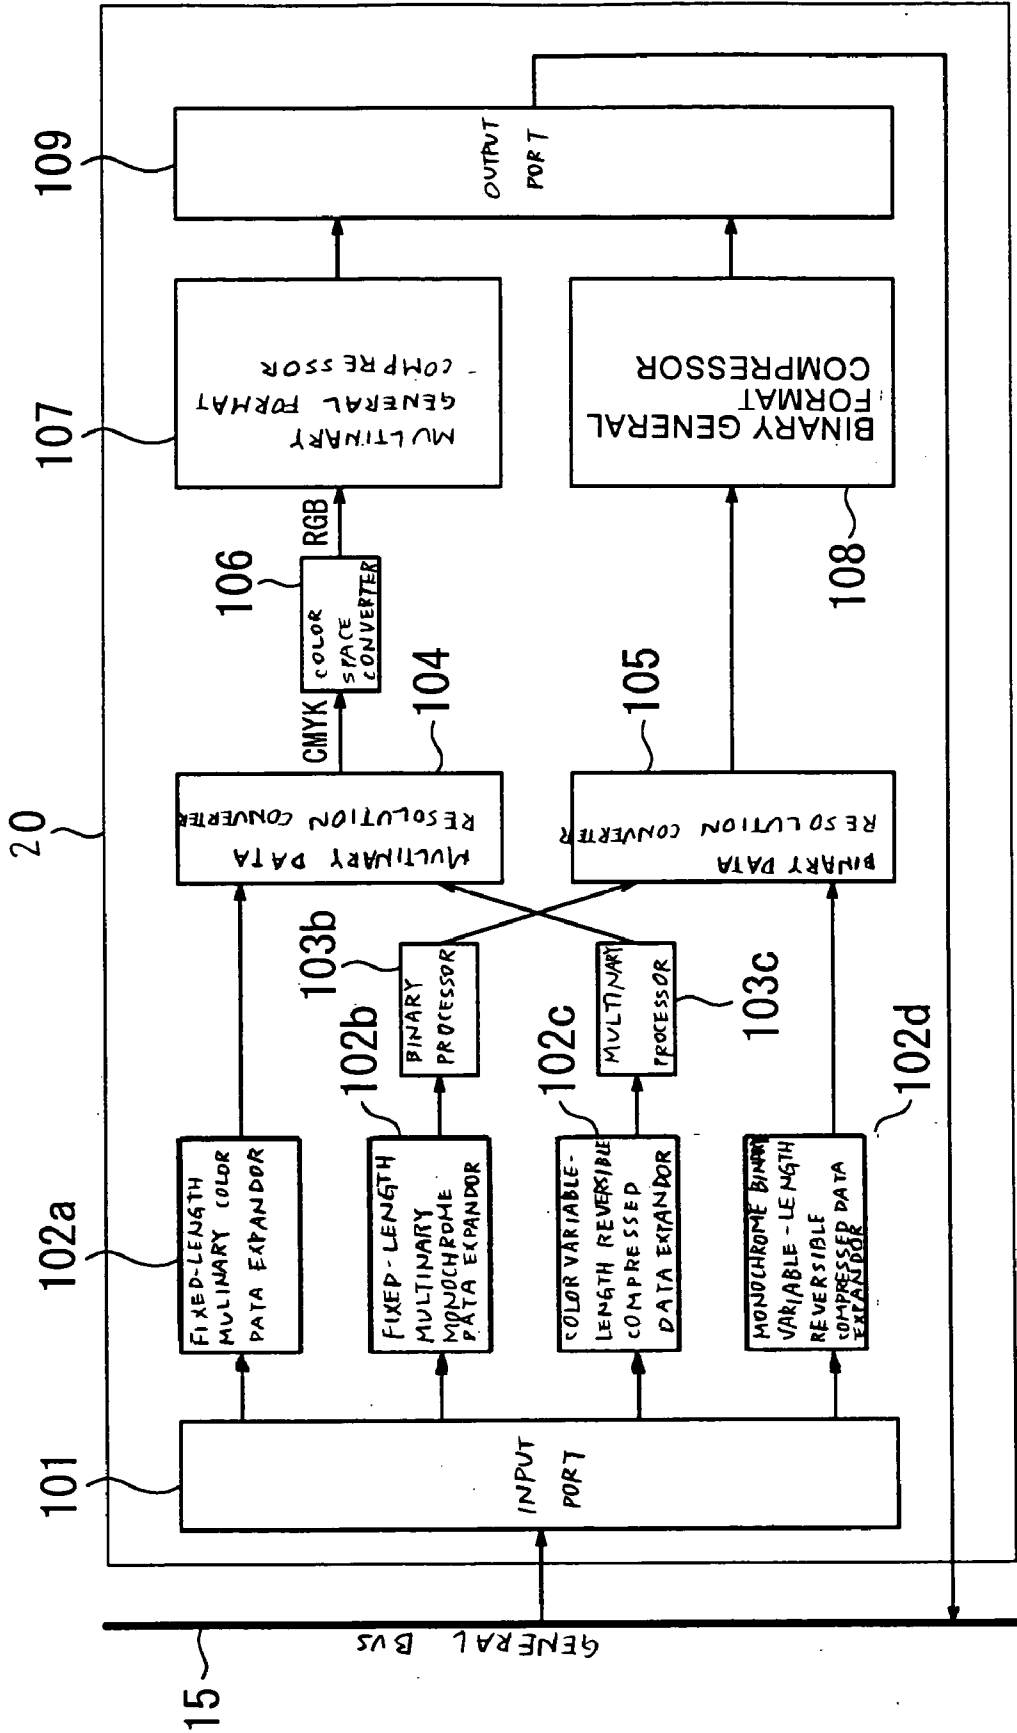 20
15
GENERAL BUS
101
INPUT
PORT
102a
FIXED-LENGTH
MULINARY COLOR
DATA EXPANDOR
102b
FIXED-LENGTH
MULTINARY
MONOCHROME
DATA EXPANDOR
102c
COLOR VARIABLE-
LENGTH REVERSIBLE
COMPRESSED
DATA EXPANDOR
102d
MONOCHROME BINARY
VARIABLE-LENGTH
REVERSIBLE
COMPRESSED DATA
EXPANDOR
103b
BINARY
PROCESSOR
103c
MULTINARY
PROCESSOR
104
MULTINARY DATA
RESOLUTION CONVERTER
105
BINARY DATA
RESOLUTION CONVERTER
CMYK
106
COLOR
SPACE
CONVERTER
RGB
107
MULTINARY
GENERAL FORMAT
COMPRESSOR
108
BINARY GENERAL
FORMAT
COMPRESSOR
109
OUTPUT
PORT